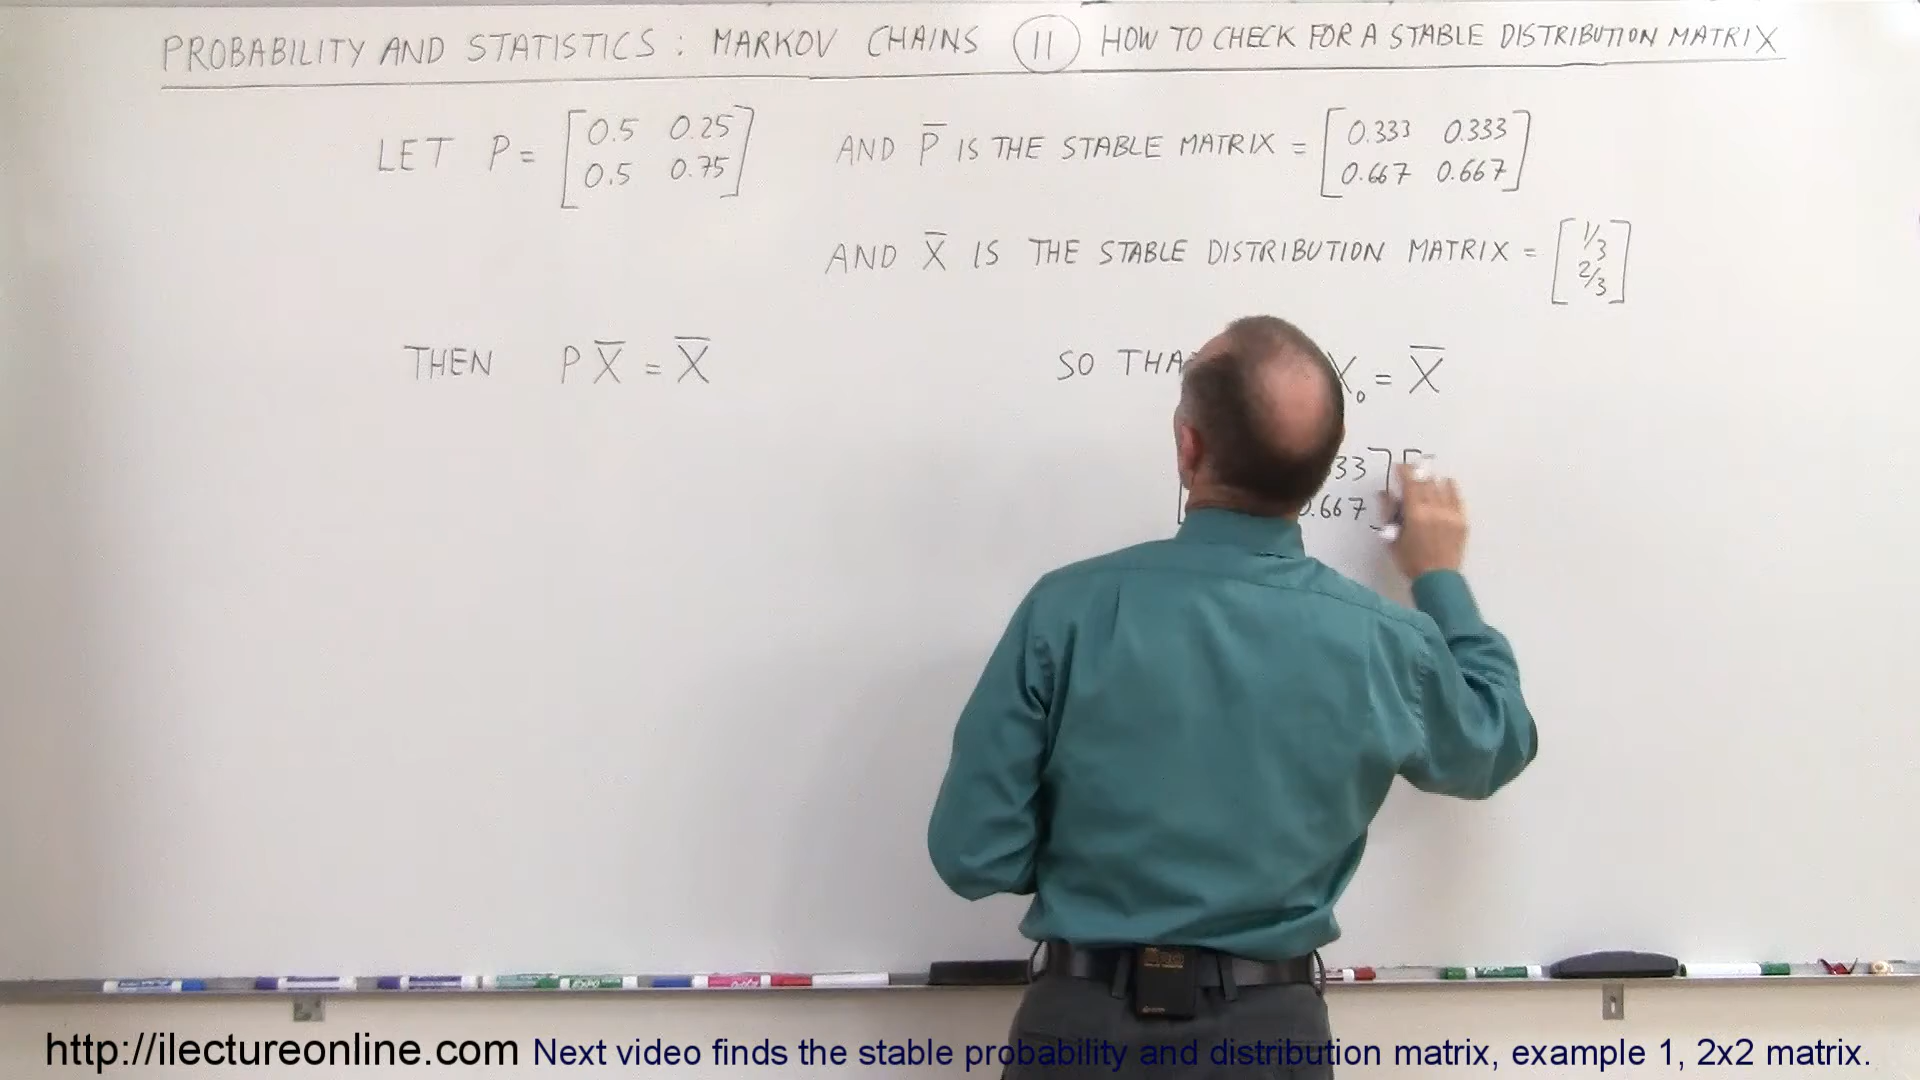 PROBABILITY AND STATISTICS: MARKOV CHAINS 11 HOW TO CHECK FOR A STABLE DISTRIBUTION MATRIX
LET P = [0.5 0.25
0.5 0.75]
AND P̅ IS THE STABLE MATRIX = [0.333 0.333
0.667 0.667]
AND X̅ IS THE STABLE DISTRIBUTION MATRIX = [1/3
2/3]
THEN P X̅ = X̅
SO X₀ = X̅
33]
.667]
http://ilectureonline.com Next video finds the stable probability and distribution matrix, example 1, 2x2 matrix.